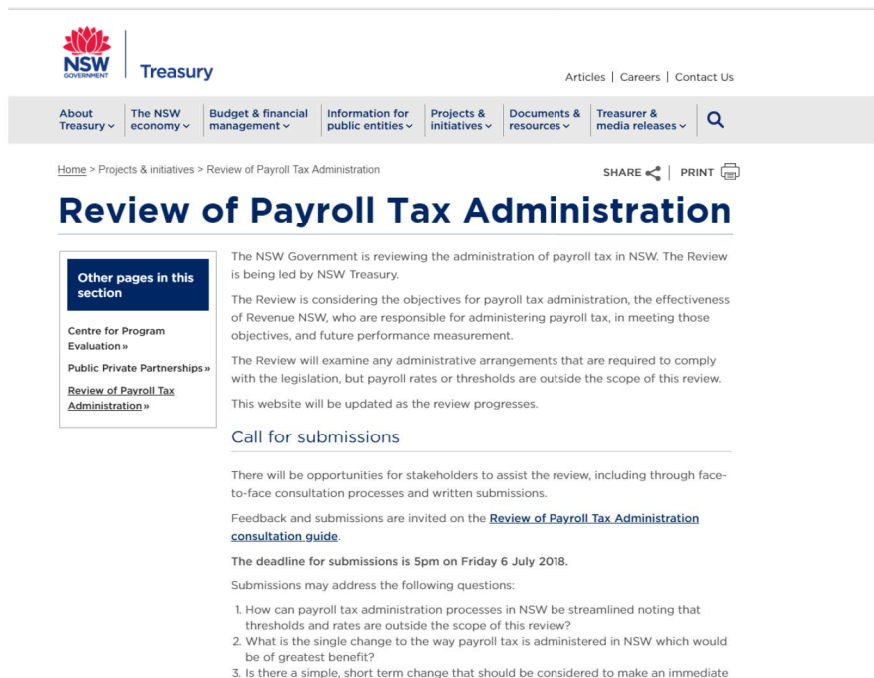 NSW
GOVERNMENT
Treasury
Articles | Careers | Contact Us
About
Treasury
The NSW
economy
Budget & financial
management
Information for
public entities
Projects &
initiatives
Documents &
resources
Treasurer &
media releases
Home > Projects & initiatives > Review of Payroll Tax Administration
SHARE | PRINT
Review of Payroll Tax Administration
Other pages in this
section
Centre for Program
Evaluation »
Public Private Partnerships »
Review of Payroll Tax
Administration »
The NSW Government is reviewing the administration of payroll tax in NSW. The Review
is being led by NSW Treasury.
The Review is considering the objectives for payroll tax administration, the effectiveness
of Revenue NSW, who are responsible for administering payroll tax, in meeting those
objectives, and future performance measurement.
The Review will examine any administrative arrangements that are required to comply
with the legislation, but payroll rates or thresholds are outside the scope of this review.
This website will be updated as the review progresses.
Call for submissions
There will be opportunities for stakeholders to assist the review, including through face-
to-face consultation processes and written submissions.
Feedback and submissions are invited on the Review of Payroll Tax Administration
consultation guide.
The deadline for submissions is 5pm on Friday 6 July 2018.
Submissions may address the following questions:
1. How can payroll tax administration processes in NSW be streamlined noting that
thresholds and rates are outside the scope of this review?
2. What is the single change to the way payroll tax is administered in NSW which would
be of greatest benefit?
3. Is there a simple, short term change that should be considered to make an immediate